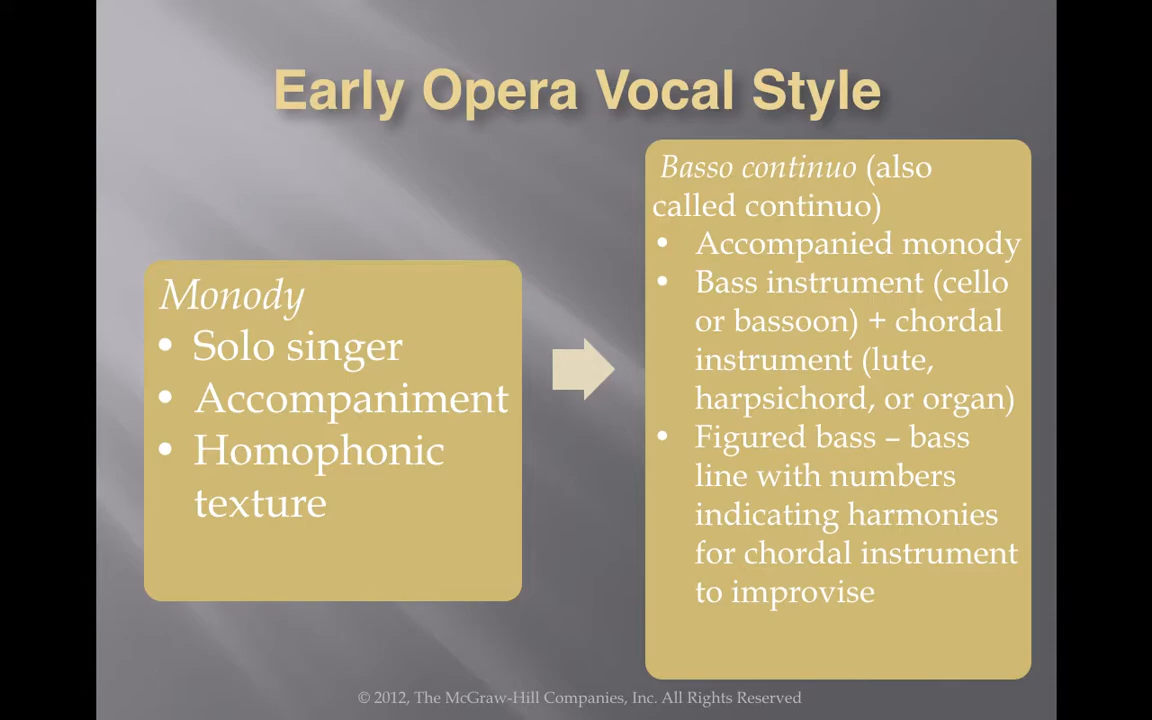 Early Opera Vocal Style
Monody
• Solo singer
• Accompaniment
• Homophonic
texture
Basso continuo (also
called continuo)
• Accompanied monody
• Bass instrument (cello
or bassoon) + chordal
instrument (lute,
harpsichord, or organ)
• Figured bass – bass
line with numbers
indicating harmonies
for chordal instrument
to improvise
© 2012, The McGraw-Hill Companies, Inc. All Rights Reserved